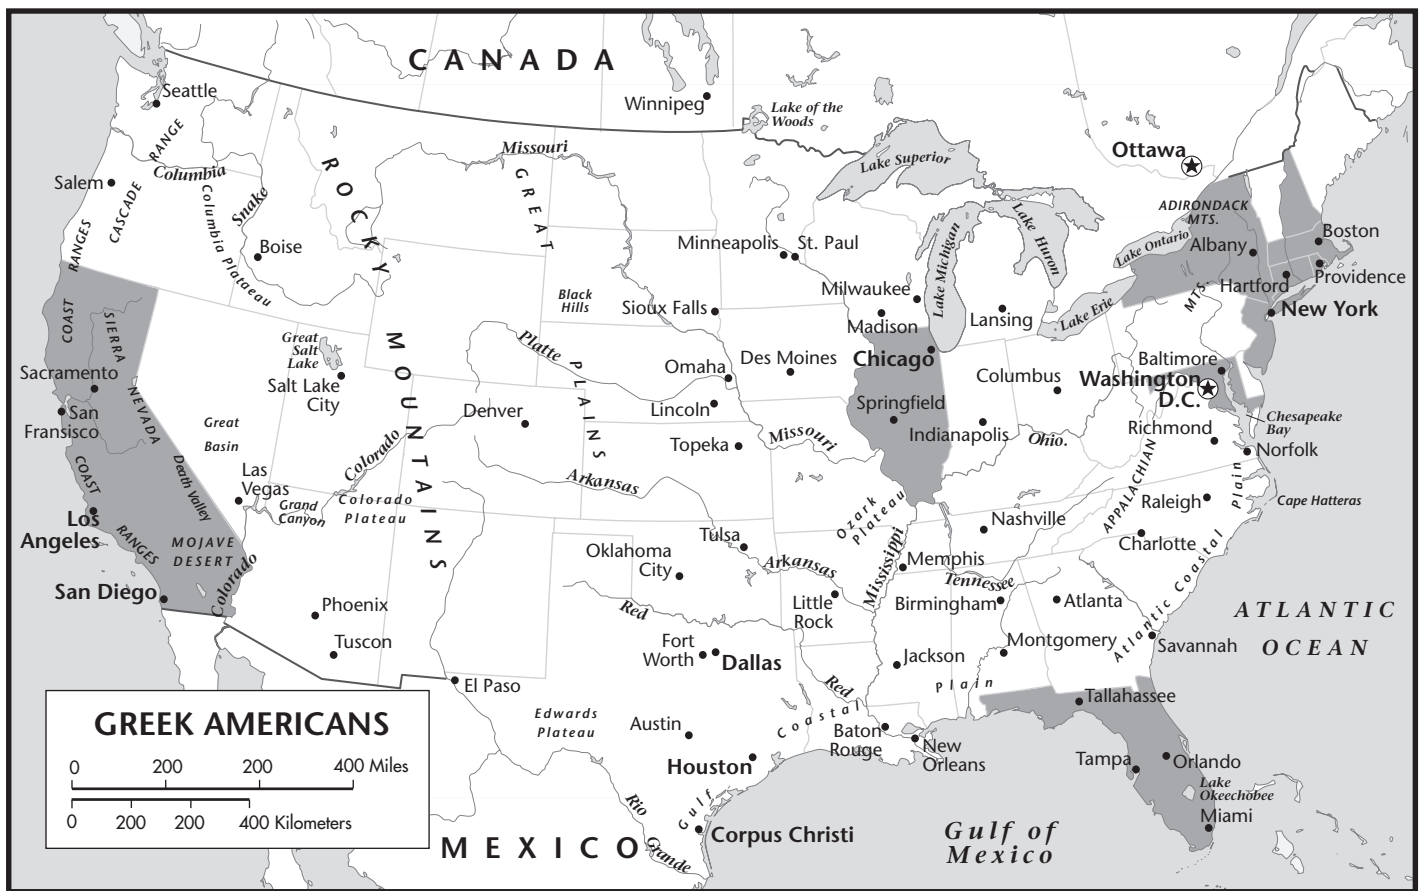 CANADA
Seattle
Winnipeg
Lake of the
Woods
Ottawa
RANGE
Missouri
Lake Superior
Columbia
Salem
CASCADE
ROCKY
MOUNTAINS
GREAT
PLAINS
Snake
Columbia Plateau
ADIRONDACK
MTS.
Lake Huron
Lake Michigan
Lake Ontario
Albany
Boston
RANGES
Boise
Minneapolis
St. Paul
Providence
Hartford
Milwaukee
MTS.
New York
Black
Hills
Sioux Falls
Madison
Lansing
Lake Erie
COAST
SIERRA
NEVADA
Great
Salt
Lake
Platte
Omaha
Des Moines
Chicago
Baltimore
Sacramento
Salt Lake
City
Columbus
Washington
D.C.
San
Fransisco
Denver
Lincoln
Springfield
Chesapeake
Bay
Great
Basin
Topeka
Missouri
Indianapolis
Ohio.
Richmond
Norfolk
COAST
RANGES
Death Valley
Las
Vegas
Colorado
Arkansas
APPALACHIAN
Grand
Canyon
Colorado
Plateau
Ozark
Plateau
Raleigh
Cape Hatteras
Los
Angeles
Nashville
Atlantic Coastal
Plain
MOJAVE
DESERT
Tulsa
Oklahoma
City
Arkansas
Mississippi
Memphis
Charlotte
Colorado
Tennessee
San Diego
Phoenix
Little
Rock
Birmingham
Atlanta
ATLANTIC
OCEAN
Red
Tuscon
Fort
Worth
Dallas
Jackson
Montgomery
Savannah
El Paso
Red
Plain
Tallahassee
GREEK AMERICANS
0 200 200 400 Miles
0 200 200 400 Kilometers
Edwards
Plateau
Austin
Coastal
Baton
Rouge
New
Orleans
Houston
Tampa
Orlando
Lake
Okeechobee
Miami
Rio
Grande
Gulf
Corpus Christi
Gulf of
Mexico
MEXICO